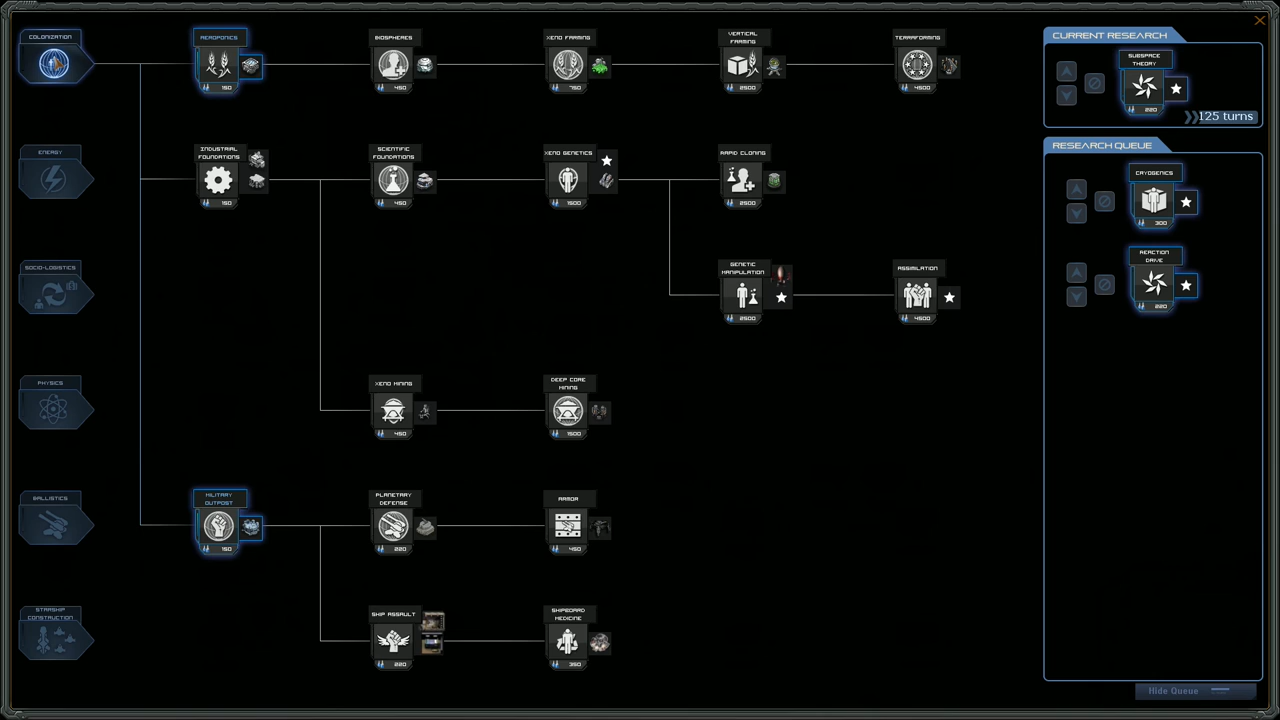 COLONIZATION
AEROPONICS
150
BIOSPHERES
450
XENO FARMING
750
VERTICAL
FARMING
2500
TERRAFORMING
4500
CURRENT RESEARCH
SUBSPACE
THEORY
220
125 turns
RESEARCH QUEUE
CRYOGENICS
300
REACTION
DRIVE
220
ENERGY
INDUSTRIAL
FOUNDATIONS
150
SCIENTIFIC
FOUNDATIONS
450
XENO GENETICS
1500
RAPID CLONING
2500
SOCIO-LOGISTICS
GENETIC
MANIPULATION
2500
ASSIMILATION
4500
PHYSICS
XENO MINING
450
DEEP CORE
MINING
1500
BALLISTICS
MILITARY
OUTPOST
150
PLANETARY
DEFENSE
220
ARMOR
450
STARSHIP
CONSTRUCTION
SHIP ASSAULT
220
SHIPBOARD
MEDICINE
350
Hide Queue